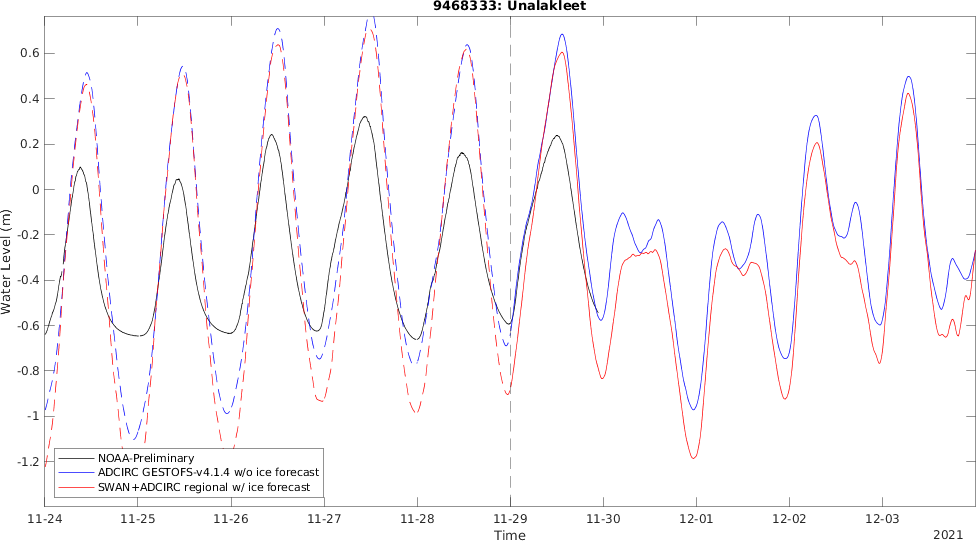 9468333: Unalakleet
Water Level (m)
0.6
0.4
0.2
0
-0.2
-0.4
-0.6
-0.8
-1
-1.2
NOAA-Preliminary
ADCIRC GESTOFS-v4.1.4 w/o ice forecast
SWAN+ADCIRC regional w/ ice forecast
11-24 11-25 11-26 11-27 11-28 11-29 11-30 12-01 12-02 12-03
Time
2021